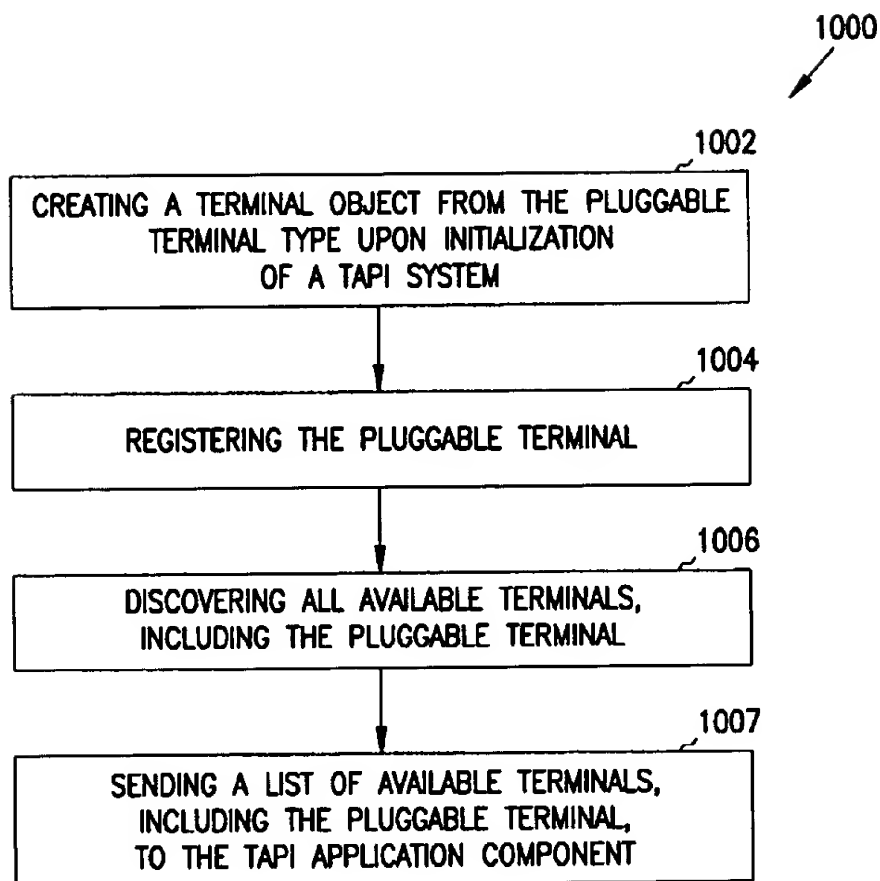 1000
1002
CREATING A TERMINAL OBJECT FROM THE PLUGGABLE
TERMINAL TYPE UPON INITIALIZATION
OF A TAPI SYSTEM
1004
REGISTERING THE PLUGGABLE TERMINAL
1006
DISCOVERING ALL AVAILABLE TERMINALS,
INCLUDING THE PLUGGABLE TERMINAL
1007
SENDING A LIST OF AVAILABLE TERMINALS,
INCLUDING THE PLUGGABLE TERMINAL,
TO THE TAPI APPLICATION COMPONENT